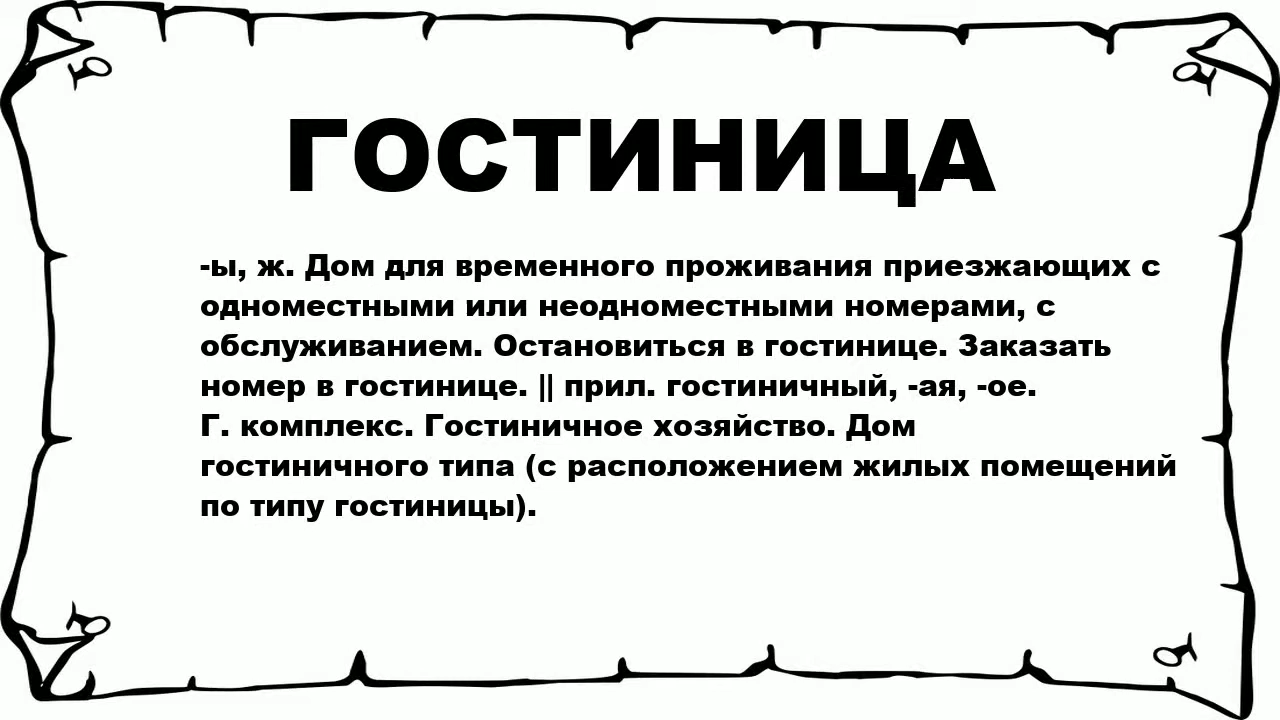 ГОСТИНИЦА
-ы, ж. Дом для временного проживания приезжающих с
одноместными или неодноместными номерами, с
обслуживанием. Остановиться в гостинице. Заказать
номер в гостинице. || прил. гостиничный, -ая, -ое.
Г. комплекс. Гостиничное хозяйство. Дом
гостиничного типа (с расположением жилых помещений
по типу гостиницы).